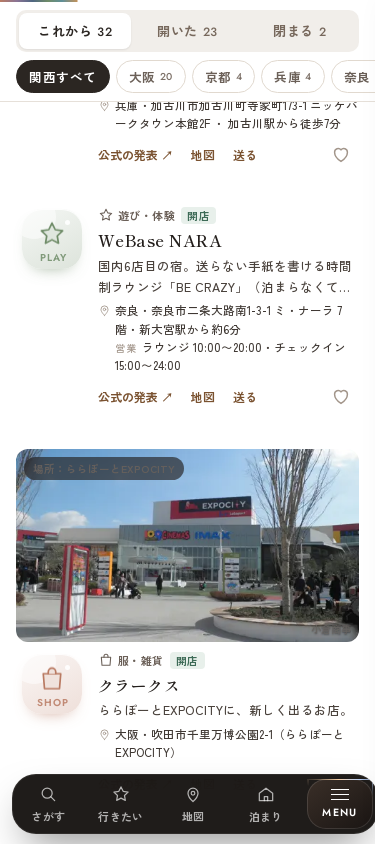 これから 32
開いた 23
閉まる 2
関西すべて
大阪 20
京都 4
兵庫 4
奈良
兵庫・加古川市加古川町寺家町173-1 ニッケパ
ークタウン本館2F ・ 加古川駅から徒歩7分
公式の発表 ↗
地図
送る
遊び・体験
開店
PLAY
WeBase NARA
国内6店目の宿。送らない手紙を書ける時間
制ラウンジ「BE CRAZY」（泊まらなくて…
奈良・奈良市二条大路南1-3-1 ミ・ナーラ 7
階・新大宮駅から約6分
営業 ラウンジ 10:00〜20:00・チェックイン
15:00〜24:00
公式の発表 ↗
地図
送る
場所：ららぽーとEXPOCITY
EXPOCITY
109CINEMAS
IMAX
服・雑貨
開店
SHOP
クラークス
ららぽーとEXPOCITYに、新しく出るお店。
大阪・吹田市千里万博公園2-1（ららぽーと
EXPOCITY）
さがす
行きたい
地図
泊まり
MENU